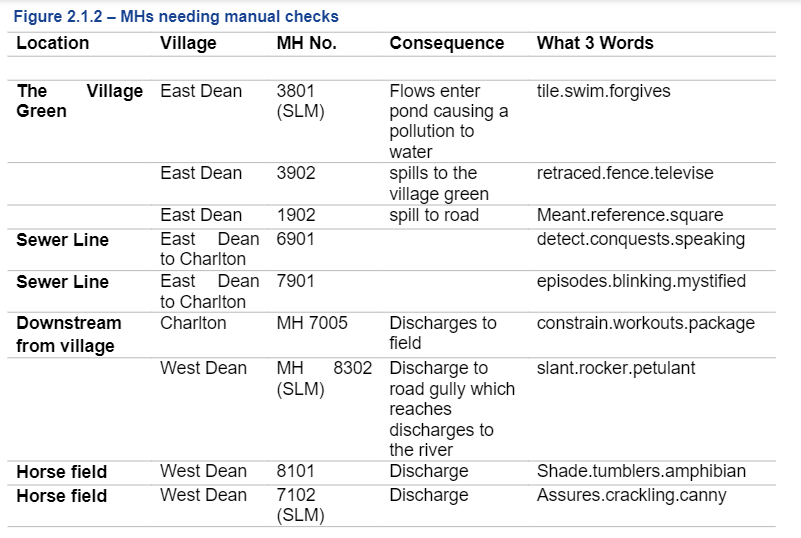 Figure 2.1.2 – MHs needing manual checks
Location Village MH No. Consequence What 3 Words
The Village East Dean 3801 Flows enter tile.swim.forgives
Green (SLM) pond causing a
pollution to
water
East Dean 3902 spills to the retraced.fence.televise
village green
East Dean 1902 spill to road Meant.reference.square
Sewer Line East Dean 6901 detect.conquests.speaking
to Charlton
Sewer Line East Dean 7901 episodes.blinking.mystified
to Charlton
Downstream Charlton MH 7005 Discharges to constrain.workouts.package
from village field
West Dean MH 8302 Discharge to slant.rocker.petulant
(SLM) road gully which
reaches
discharges to
the river
Horse field West Dean 8101 Discharge Shade.tumblers.amphibian
Horse field West Dean 7102 Discharge Assures.crackling.canny
(SLM)